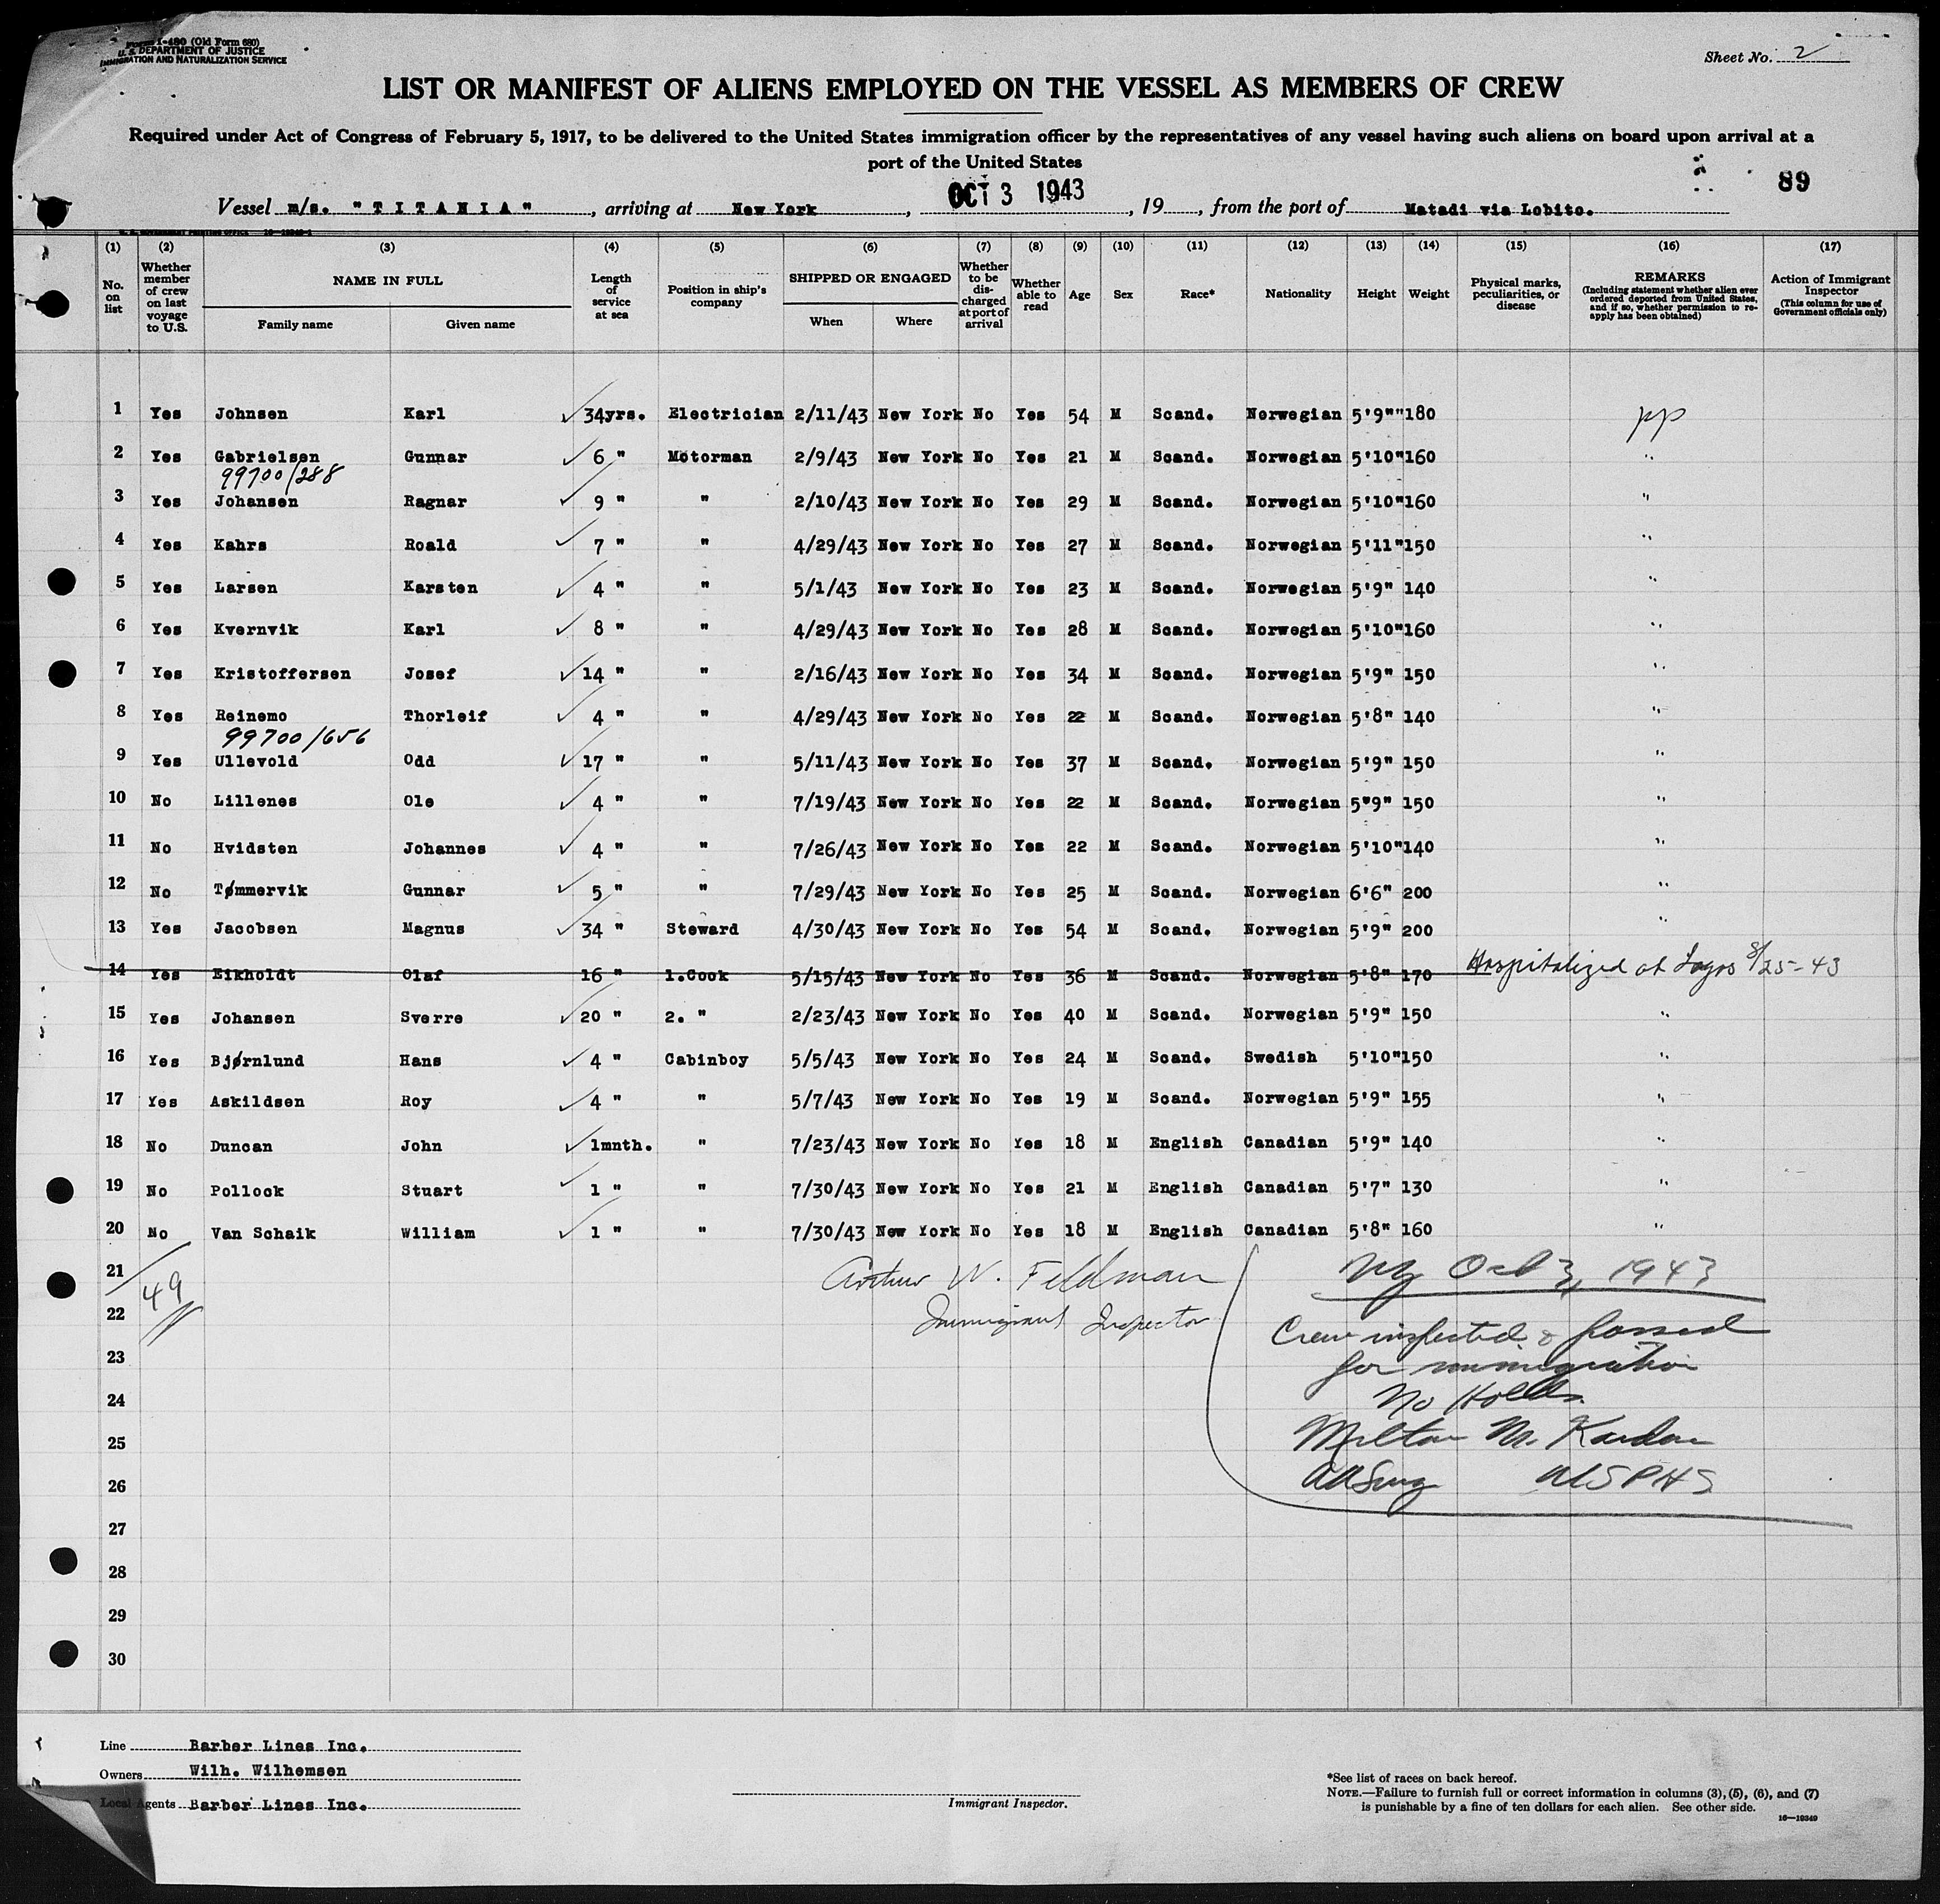 Form I-480 (Old Form 680)
U. S. DEPARTMENT OF JUSTICE
IMMIGRATION AND NATURALIZATION SERVICE
Sheet No. 2
LIST OR MANIFEST OF ALIENS EMPLOYED ON THE VESSEL AS MEMBERS OF CREW
Required under Act of Congress of February 5, 1917, to be delivered to the United States immigration officer by the representatives of any vessel having such aliens on board upon arrival at a
port of the United States
89
Vessel m/s. "TITANIA", arriving at New York, OCT 3 1943, 19, from the port of Matadi via Lobito.
(1) (2) (3) (4) (5) (6) (7) (8) (9) (10) (11) (12) (13) (14) (15) (16) (17)
No. on list Whether member of crew on last voyage to U.S. NAME IN FULL Family name Given name Length of service at sea Position in ship's company SHIPPED OR ENGAGED When Where Whether to be discharged at port of arrival Whether able to read Age Sex Race* Nationality Height Weight Physical marks, peculiarities, or disease REMARKS (Including statement whether alien ever ordered deported from United States, and if so, whether permission to re-apply has been obtained) Action of Immigrant Inspector (This column for use of Government officials only)
1 Yes Johnsen Karl ✓ 34yrs. Electrician 2/11/43 New York No Yes 54 M Scand. Norwegian 5'9"" 180 pp
2 Yes Gabrielsen Gunnar ✓ 6 " Motorman 2/9/43 New York No Yes 21 M Scand. Norwegian 5'10" 160 "
99700/288
3 Yes Johansen Ragnar ✓ 9 " " 2/10/43 New York No Yes 29 M Scand. Norwegian 5'10" 160 "
4 Yes Kahrs Roald ✓ 7 " " 4/29/43 New York No Yes 27 M Scand. Norwegian 5'11" 150 "
5 Yes Larsen Karsten ✓ 4 " " 5/1/43 New York No Yes 23 M Scand. Norwegian 5'9" 140 "
6 Yes Kvernvik Karl ✓ 8 " " 4/29/43 New York No Yes 28 M Scand. Norwegian 5'10" 160 "
7 Yes Kristoffersen Josef ✓ 14 " " 2/16/43 New York No Yes 34 M Scand. Norwegian 5'9" 150 "
8 Yes Reinemo Thorleif ✓ 4 " " 4/29/43 New York No Yes 22 M Scand. Norwegian 5'8" 140 "
99700/656
9 Yes Ullevold Odd ✓ 17 " " 5/11/43 New York No Yes 37 M Scand. Norwegian 5'9" 150 "
10 No Lillenes Ole ✓ 4 " " 7/19/43 New York No Yes 22 M Scand. Norwegian 5"9" 150 "
11 No Hvidsten Johannes ✓ 4 " " 7/26/43 New York No Yes 22 M Scand. Norwegian 5'10" 140 "
12 No Tømmervik Gunnar ✓ 5 " " 7/29/43 New York No Yes 25 M Scand. Norwegian 6'6" 200 "
13 Yes Jacobsen Magnus ✓ 34 " Steward 4/30/43 New York No Yes 54 M Scand. Norwegian 5'9" 200 "
14 Yes Eikholdt Olaf 16 " 1.Cook 5/15/43 New York No Yes 36 M Scand. Norwegian 5'8" 170 Hospitalized at Lagos 8/25-43
15 Yes Johansen Sverre ✓ 20 " 2. " 2/23/43 New York No Yes 40 M Scand. Norwegian 5'9" 150 "
16 Yes Bjørnlund Hans ✓ 4 " Cabinboy 5/5/43 New York No Yes 24 M Scand. Swedish 5'10" 150 "
17 Yes Askildsen Roy ✓ 4 " " 5/7/43 New York No Yes 19 M Scand. Norwegian 5'9" 155 "
18 No Duncan John ✓ 1mnth. " 7/23/43 New York No Yes 18 M English Canadian 5'9" 140 "
19 No Pollock Stuart ✓ 1 " " 7/30/43 New York No Yes 21 M English Canadian 5'7" 130 "
20 No Van Schaik William ✓ 1 " " 7/30/43 New York No Yes 18 M English Canadian 5'8" 160 "
21 49 Arthur W. Feldman NY Oct 3, 1943
22 Immigrant Inspector Crew inspected & passed
23 for immigration
24 No Holds
25 Milton M. Kardon
26 AASurg USPHS
27
28
29
30
Line Barber Lines Inc.
Owners Wilh. Wilhemsen
Local Agents Barber Lines Inc.
Immigrant Inspector.
*See list of races on back hereof.
NOTE.—Failure to furnish full or correct information in columns (3), (5), (6), and (7)
is punishable by a fine of ten dollars for each alien. See other side.
16—19349